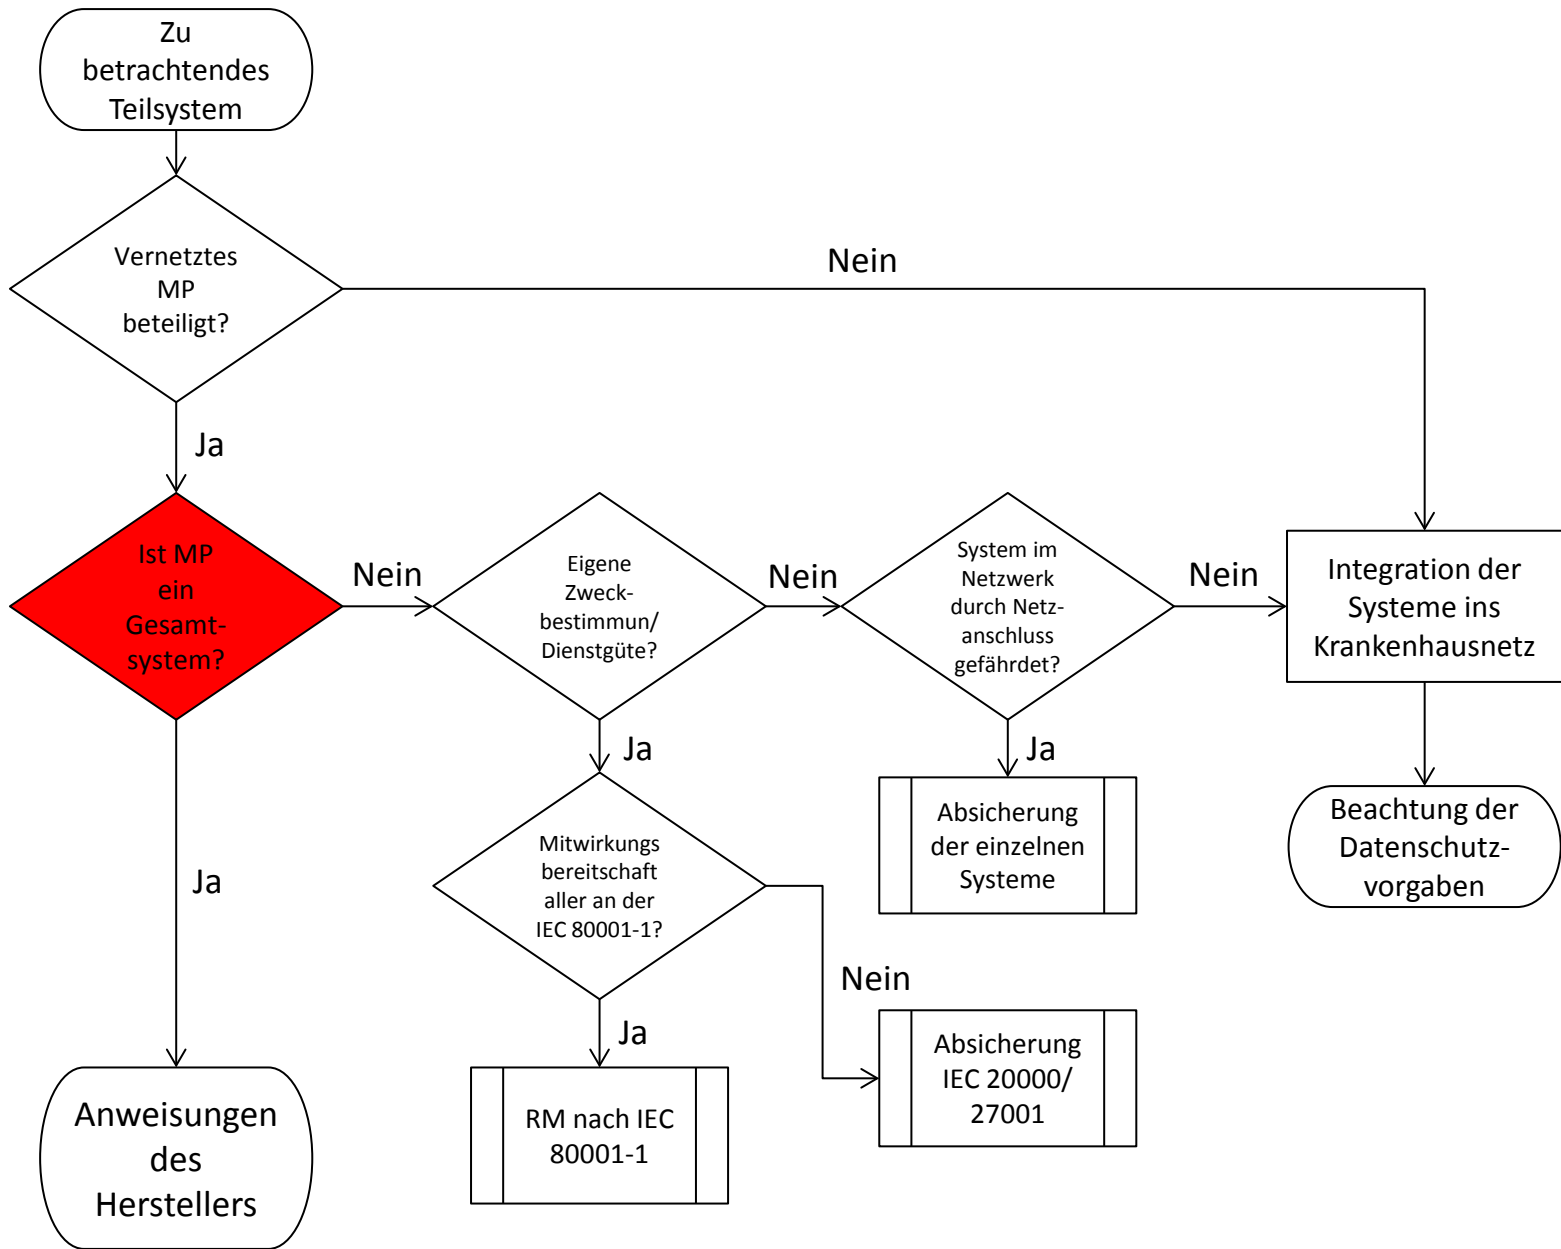 Zu
betrachtendes
Teilsystem
Vernetztes
MP
beteiligt?
Nein
Ja
Ist MP
ein
Gesamt-
system?
Nein
Eigene
Zweck-
bestimmun/
Dienstgüte?
Nein
System im
Netzwerk
durch Netz-
anschluss
gefährdet?
Nein
Integration der
Systeme ins
Krankenhausnetz
Ja
Ja
Ja
Mitwirkungs
bereitschaft
aller an der
IEC 80001-1?
Absicherung
der einzelnen
Systeme
Beachtung der
Datenschutz-
vorgaben
Nein
Ja
Absicherung
IEC 20000/
27001
RM nach IEC
80001-1
Anweisungen
des
Herstellers